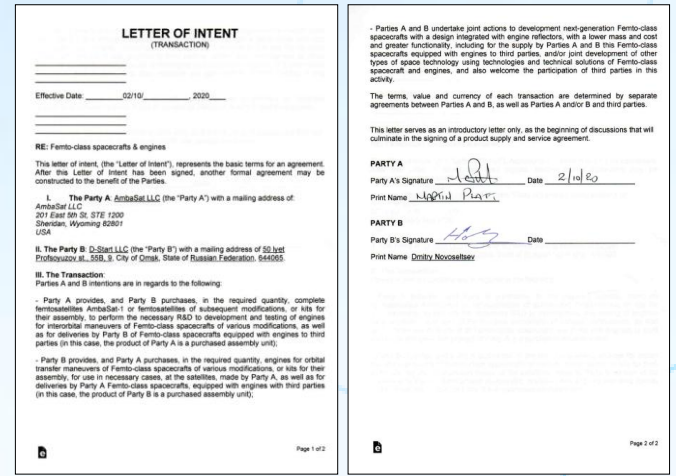 LETTER OF INTENT
(TRANSACTION)
Effective Date: 02/10/ , 2020
RE: Femto-class spacecrafts & engines
This letter of intent, (the "Letter of Intent"), represents the basic terms for an agreement.
After this Letter of Intent has been signed, another formal agreement may be
constructed to the benefit of the Parties.
I. The Party A: AmbaSat LLC (the "Party A") with a mailing address of:
AmbaSat LLC
201 East 5th St, STE 1200
Sheridan, Wyoming 82801
USA
II. The Party B: D-Start LLC (the "Party B") with a mailing address of 50 lyet
Profsoyuzov st., 55B, 9, City of Omsk, State of Russian Federation, 644065.
III. The Transaction:
Parties A and B intentions are in regards to the following:
- Party A provides, and Party B purchases, in the required quantity, complete
femtosatellites AmbaSat-1 or femtosatellites of subsequent modifications, or kits for
their assembly, to perform the necessary R&D to development and testing of engines
for interorbital maneuvers of Femto-class spacecrafts of various modifications, as well
as for deliveries by Party B of Femto-class spacecrafts equipped with engines to third
parties (in this case, the product of Party A is a purchased assembly unit);
- Party B provides, and Party A purchases, in the required quantity, engines for orbital
transfer maneuvers of Femto-class spacecrafts of various modifications, or kits for their
assembly, for use in necessary cases, at the satellites, made by Party A, as well as for
deliveries by Party A Femto-class spacecrafts, equipped with engines with third parties
(in this case, the product of Party B is a purchased assembly unit);
e
Page 1 of 2
- Parties A and B undertake joint actions to development next-generation Femto-class
spacecrafts with a design integrated with engine reflectors, with a lower mass and cost
and greater functionality, including for the supply by Parties A and B this Femto-class
spacecrafts equipped with engines to third parties, and/or joint development of other
types of space technology using technologies and technical solutions of Femto-class
spacecraft and engines, and also welcome the participation of third parties in this
activity.
The terms, value and currency of each transaction are determined by separate
agreements between Parties A and B, as well as Parties A and/or B and third parties.
This letter serves as an introductory letter only, as the beginning of discussions that will
culminate in the signing of a product supply and service agreement.
PARTY A
Party A's Signature Date 2/10/20
Print Name MARTIN PLATT
PARTY B
Party B's Signature Date
Print Name Dmitry Novoseltsev
e
Page 2 of 2